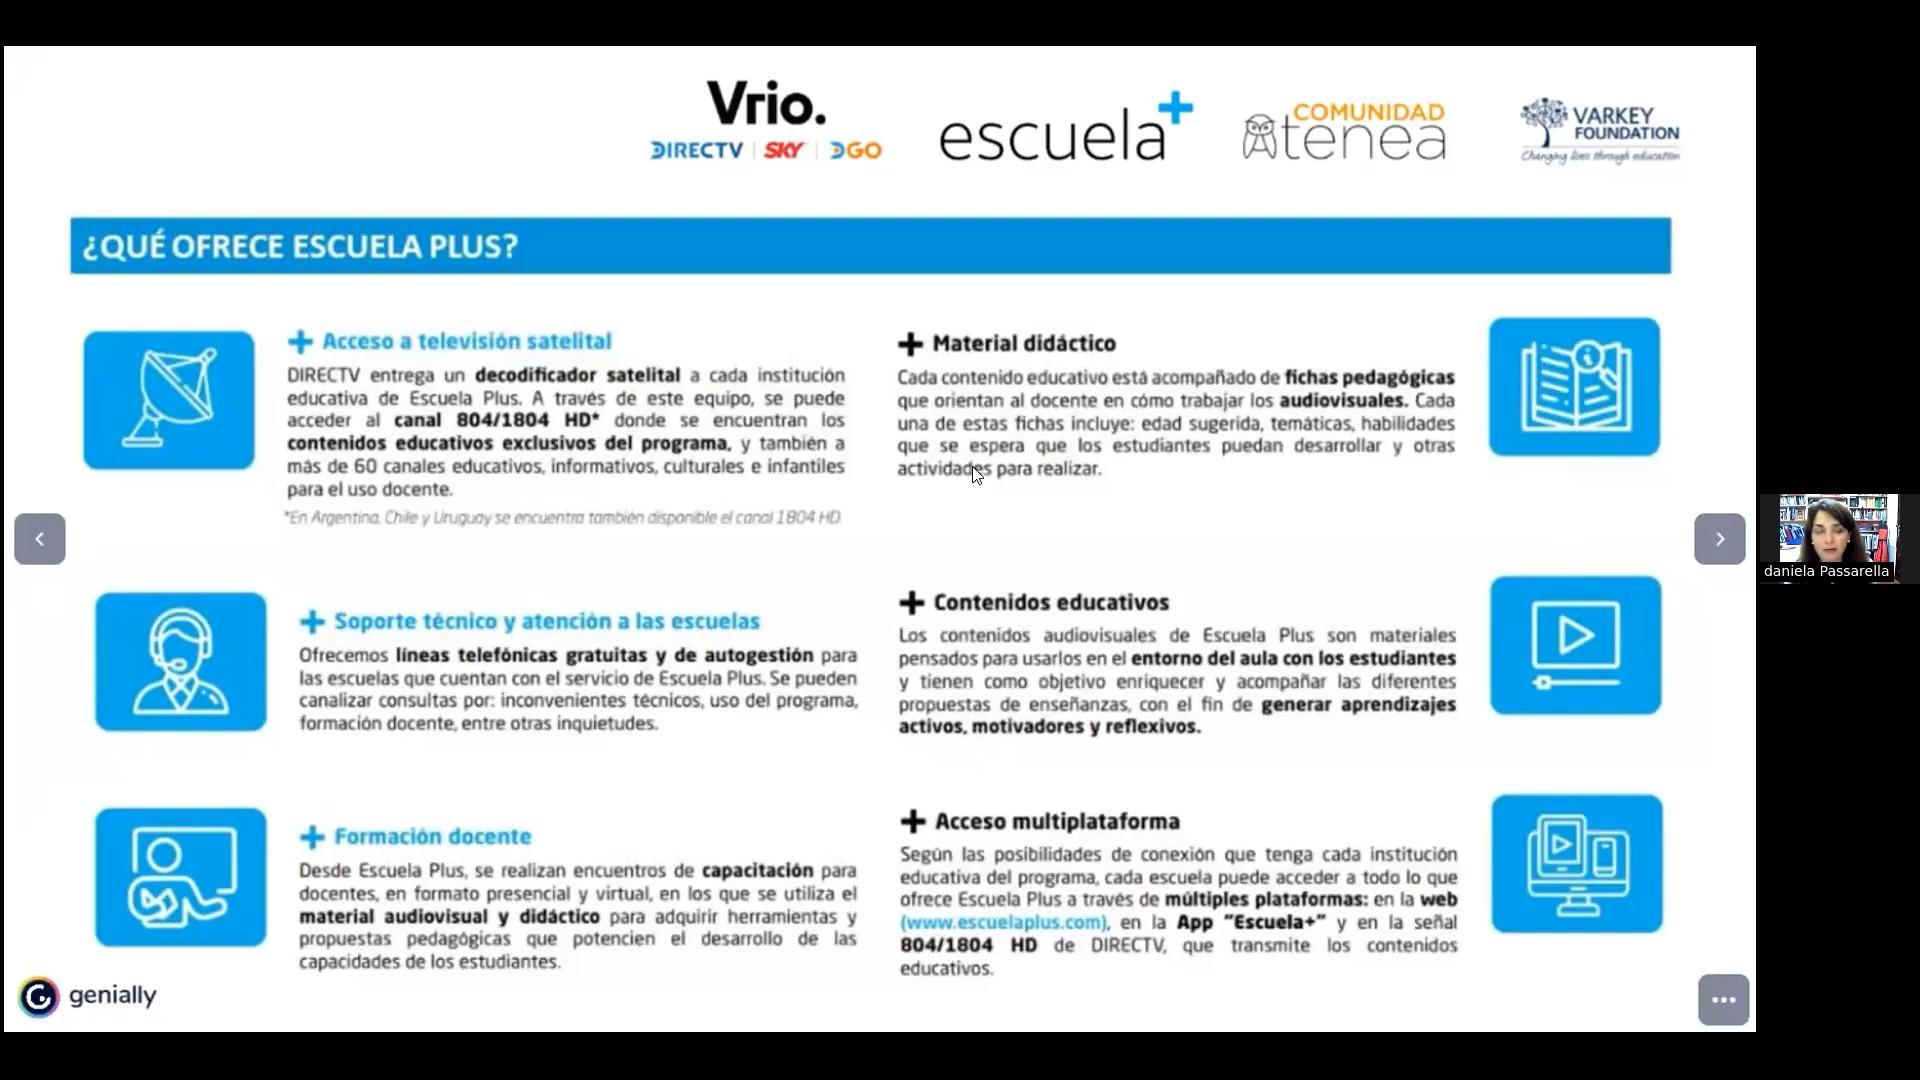 Vrio.
DIRECTV | SKY | DGO
escuela+
COMUNIDAD
atenea
VARKEY
FOUNDATION
Changing lives through education
¿QUÉ OFRECE ESCUELA PLUS?
+ Acceso a televisión satelital
DIRECTV entrega un decodificador satelital a cada institución
educativa de Escuela Plus. A través de este equipo, se puede
acceder al canal 804/1804 HD* donde se encuentran los
contenidos educativos exclusivos del programa, y también a
más de 60 canales educativos, informativos, culturales e infantiles
para el uso docente.
*En Argentina, Chile y Uruguay se encuentra también disponible el canal 1804 HD.
+ Soporte técnico y atención a las escuelas
Ofrecemos líneas telefónicas gratuitas y de autogestión para
las escuelas que cuentan con el servicio de Escuela Plus. Se pueden
canalizar consultas por: inconvenientes técnicos, uso del programa,
formación docente, entre otras inquietudes.
+ Formación docente
Desde Escuela Plus, se realizan encuentros de capacitación para
docentes, en formato presencial y virtual, en los que se utiliza el
material audiovisual y didáctico para adquirir herramientas y
propuestas pedagógicas que potencien el desarrollo de las
capacidades de los estudiantes.
+ Material didáctico
Cada contenido educativo está acompañado de fichas pedagógicas
que orientan al docente en cómo trabajar los audiovisuales. Cada
una de estas fichas incluye: edad sugerida, temáticas, habilidades
que se espera que los estudiantes puedan desarrollar y otras
actividades para realizar.
+ Contenidos educativos
Los contenidos audiovisuales de Escuela Plus son materiales
pensados para usarlos en el entorno del aula con los estudiantes
y tienen como objetivo enriquecer y acompañar las diferentes
propuestas de enseñanzas, con el fin de generar aprendizajes
activos, motivadores y reflexivos.
+ Acceso multiplataforma
Según las posibilidades de conexión que tenga cada institución
educativa del programa, cada escuela puede acceder a todo lo que
ofrece Escuela Plus a través de múltiples plataformas: en la web
(www.escuelaplus.com), en la App "Escuela+" y en la señal
804/1804 HD de DIRECTV, que transmite los contenidos
educativos.
genially
daniela Passarella